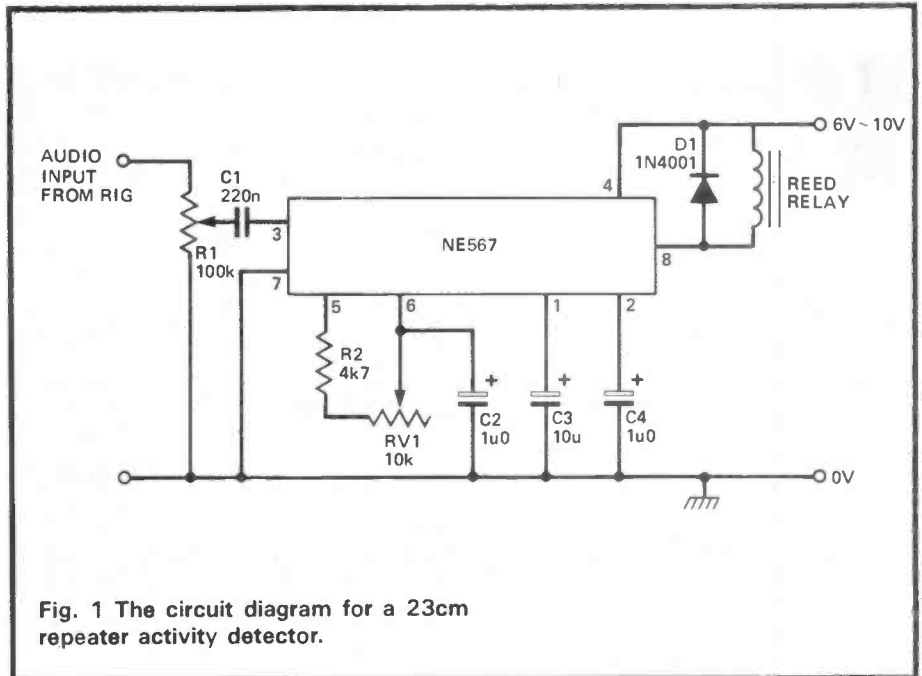 AUDIO
INPUT
FROM RIG
C1
220n
R1
100k
3
7
NE567
4
8
5
6
1
2
D1
1N4001
REED
RELAY
6V ~ 10V
R2
4k7
RV1
10k
+
C2
1u0
+
C3
10u
+
C4
1u0
0V
Fig. 1 The circuit diagram for a 23cm
repeater activity detector.